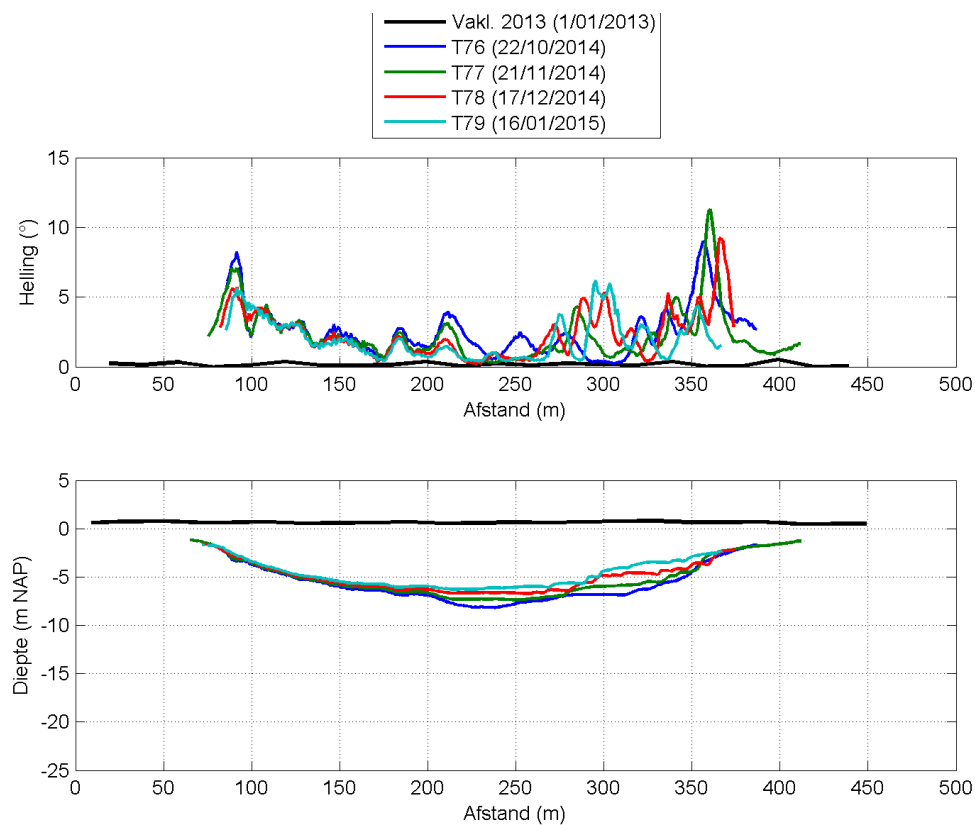 Vakl. 2013 (1/01/2013)
T76 (22/10/2014)
T77 (21/11/2014)
T78 (17/12/2014)
T79 (16/01/2015)
15
10
5
0
Helling (°)
0 50 100 150 200 250 300 350 400 450 500
Afstand (m)
5
0
-5
-10
-15
-20
-25
Diepte (m NAP)
0 50 100 150 200 250 300 350 400 450 500
Afstand (m)